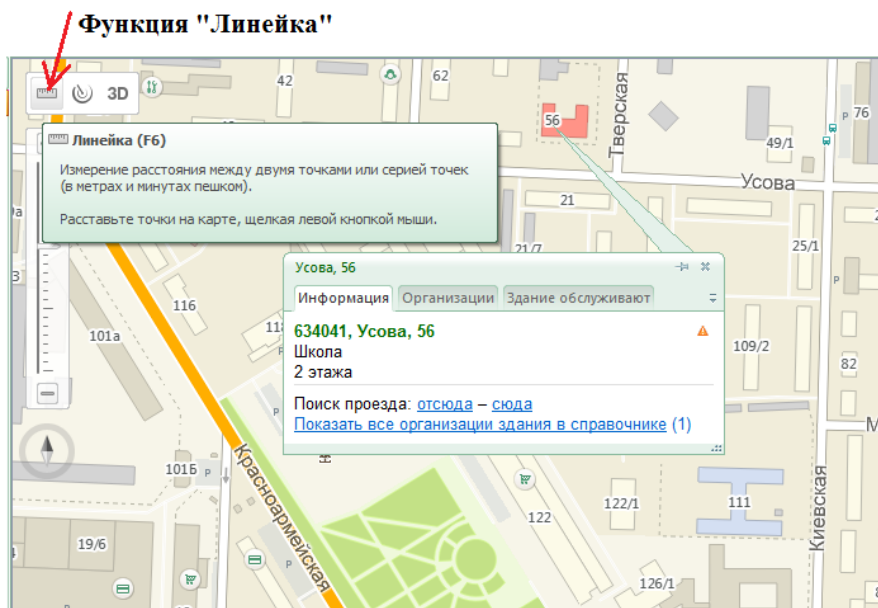 Функция "Линейка"
3D
42
62
56
Тверская
76
P
49/1
Усова
Линейка (F6)
Измерение расстояния между двумя точками или серией точек
(в метрах и минутах пешком).
Расставьте точки на карте, щелкая левой кнопкой мыши.
21
21/7
25/1
116
101а
109/2
82
Усова, 56
Информация
Организации
Здание обслуживают
634041, Усова, 56
Школа
2 этажа
Поиск проезда: отсюда – сюда
Показать все организации здания в справочнике (1)
Красноармейская
101Б
P
122
122/1
111
Киевская
19/6
P
126/1